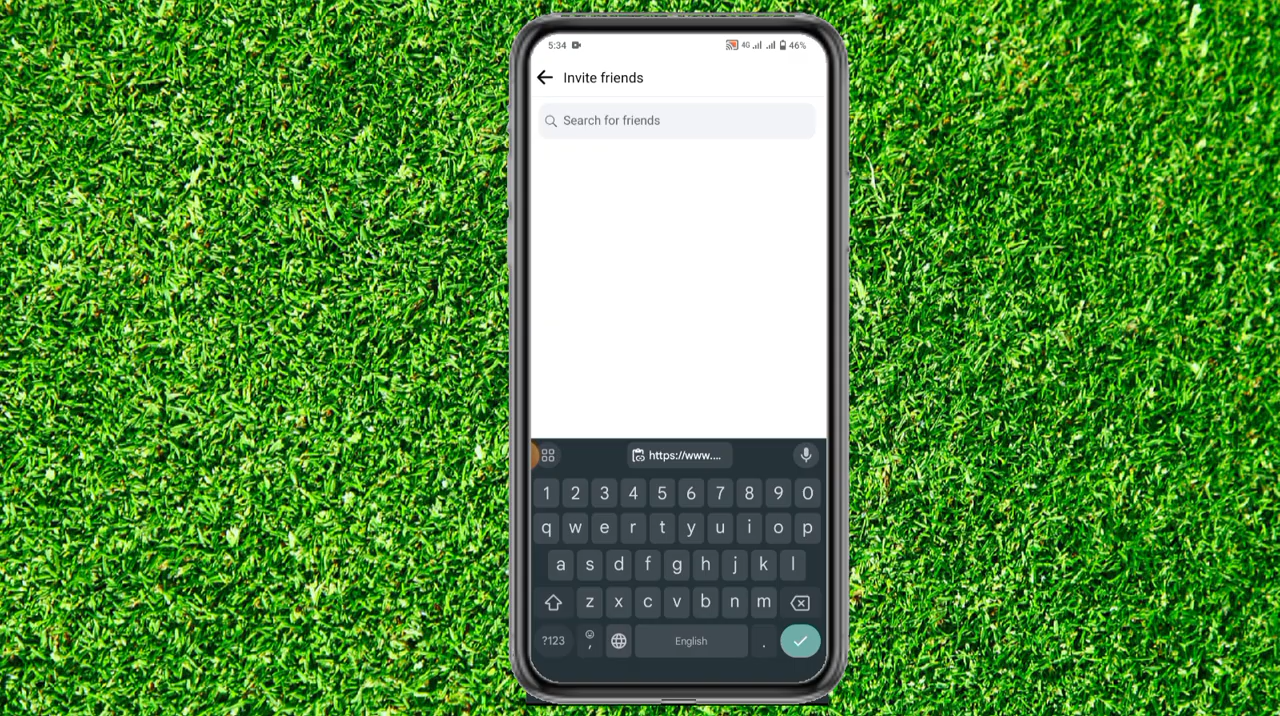 5:34 4G 46%
Invite friends
Search for friends
https://www....
1 2 3 4 5 6 7 8 9 0
q w e r t y u i o p
a s d f g h j k l
z x c v b n m
?123 , English .